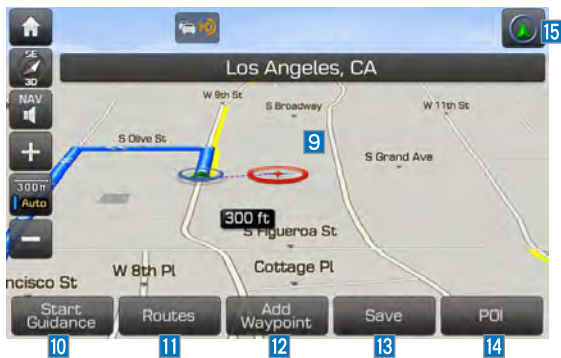 15
SE
3D
Los Angeles, CA
NAV
W 9th St
S Broadway
W 11th St
S Olive St
9
S Grand Ave
300ft
Auto
300 ft
S Figueroa St
ncisco St
W 8th Pl
Cottage Pl
Start Guidance
Routes
Add Waypoint
Save
POI
10
11
12
13
14